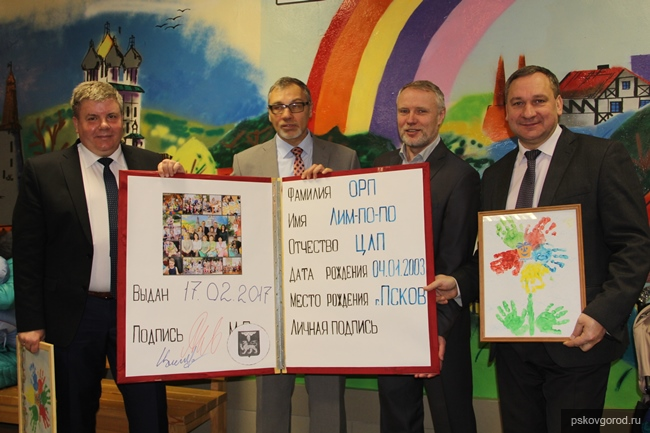 Выдан 17.02.2017
Подпись М.П.
Фамилия ОРП
Имя Лим-по-по
Отчество ЦЛП
Дата рождения 04.01.2003
Место рождения г. Псков
Личная подпись
pskovgorod.ru